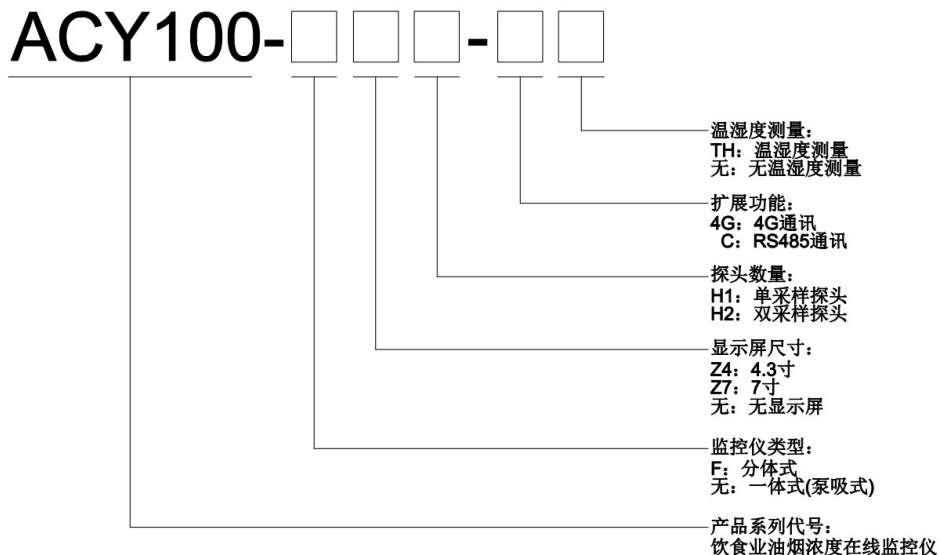 ACY100-□□□-□□
温湿度测量：
TH：温湿度测量
无：无温湿度测量
扩展功能：
4G：4G通讯
C：RS485通讯
探头数量：
H1：单采样探头
H2：双采样探头
显示屏尺寸：
Z4：4.3寸
Z7：7寸
无：无显示屏
监控仪类型：
F：分体式
无：一体式(泵吸式)
产品系列代号：
饮食业油烟浓度在线监控仪